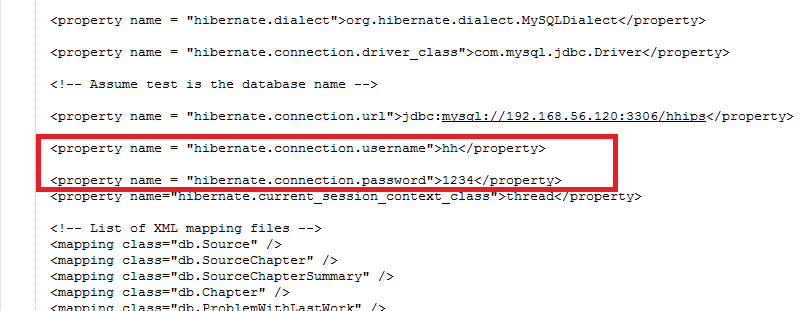 <property name = "hibernate.dialect">org.hibernate.dialect.MySQLDialect</property>
<property name = "hibernate.connection.driver_class">com.mysql.jdbc.Driver</property>
<!-- Assume test is the database name -->
<property name = "hibernate.connection.url">jdbc:mysql://192.168.56.120:3306/hhips</property>
<property name = "hibernate.connection.username">hh</property>
<property name = "hibernate.connection.password">1234</property>
<property name="hibernate.current_session_context_class">thread</property>
<!-- List of XML mapping files -->
<mapping class="db.Source" />
<mapping class="db.SourceChapter" />
<mapping class="db.SourceChapterSummary" />
<mapping class="db.Chapter" />
<mapping class="db.ProblemWithLastWork" />